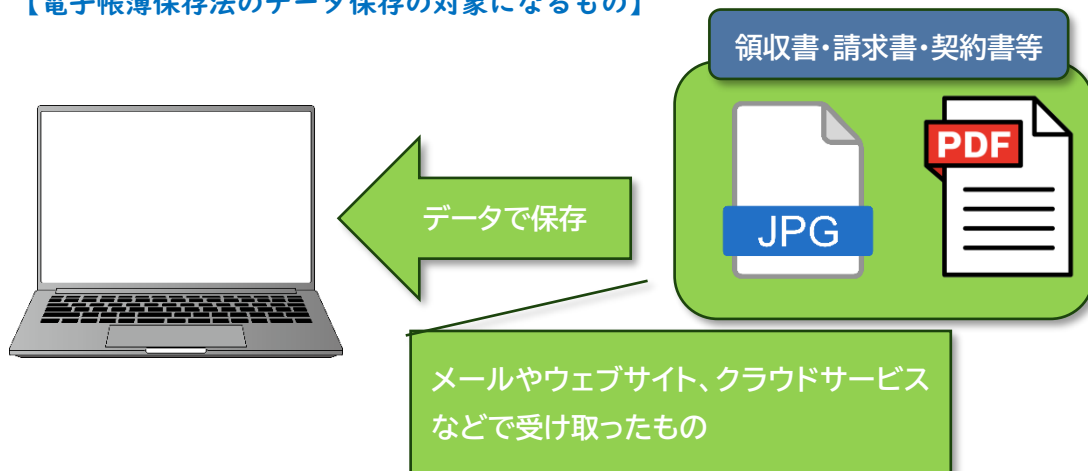 【電子帳簿保存法のデータ保存の対象になるもの】
領収書・請求書・契約書等
PDF
データで保存
JPG
メールやウェブサイト、クラウドサービス
などで受け取ったもの